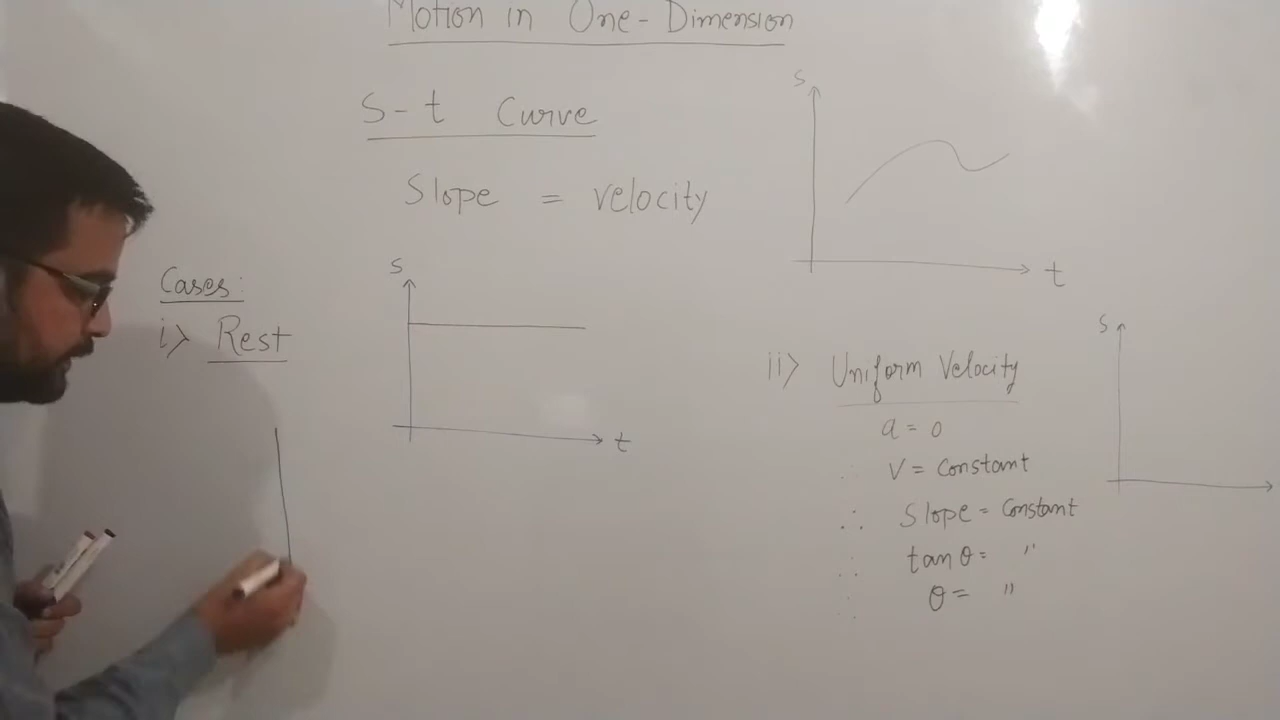 Motion in One-Dimension
S-t Curve
Slope = velocity
s
t
Cases:
i> Rest
s
t
ii> Uniform Velocity
a = 0
∴ v = Constant
∴ Slope = Constant
∴ tan θ = "
∴ θ = "
s